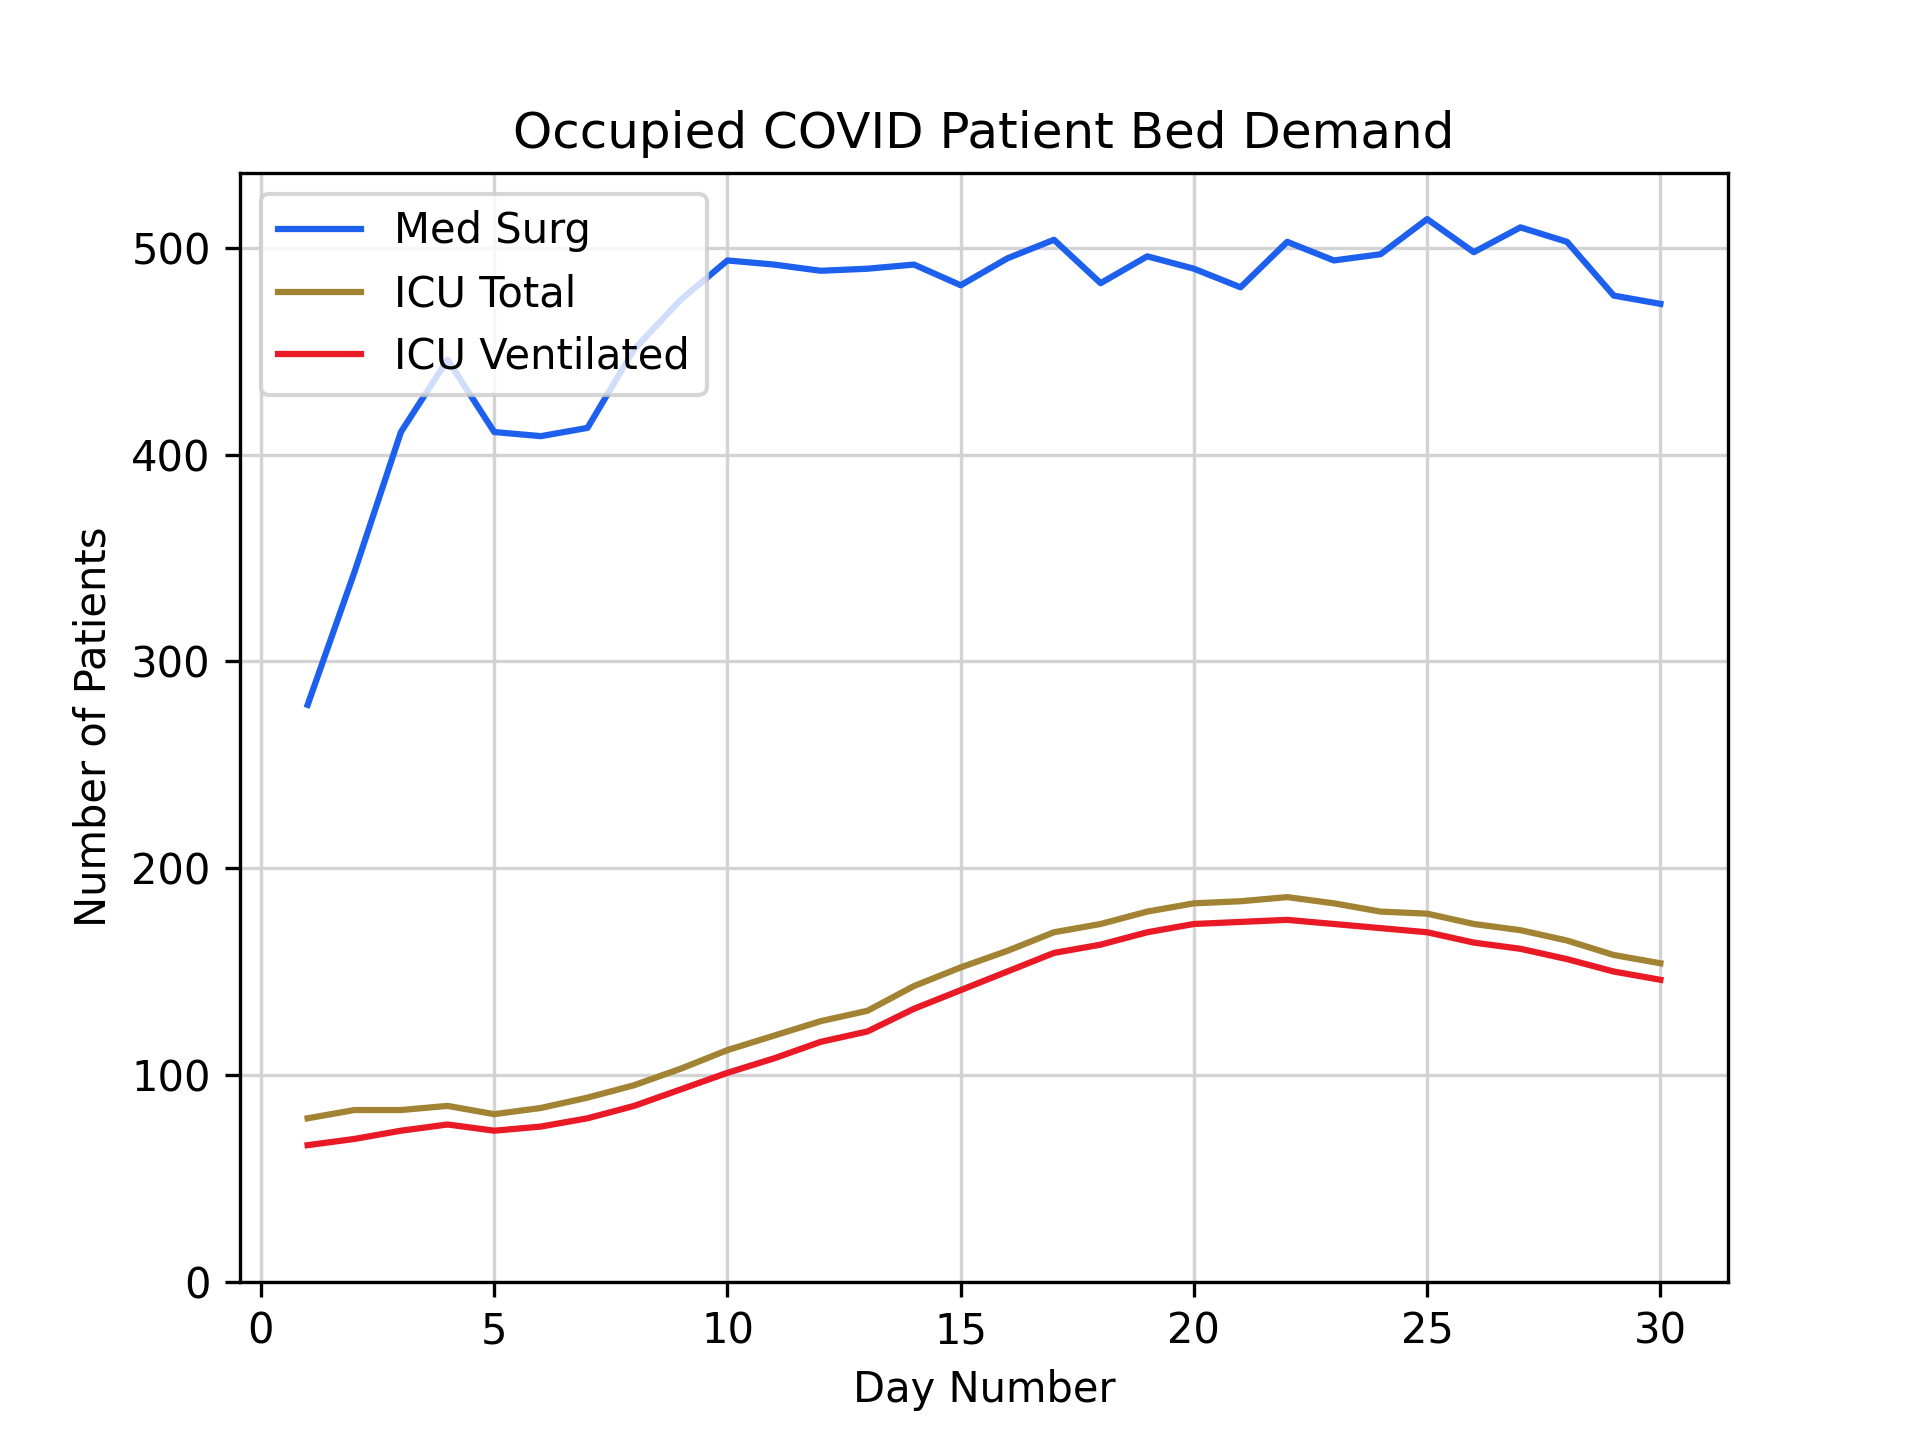 Occupied COVID Patient Bed Demand
Med Surg
ICU Total
ICU Ventilated
Number of Patients
500
400
300
200
100
0
0 5 10 15 20 25 30
Day Number